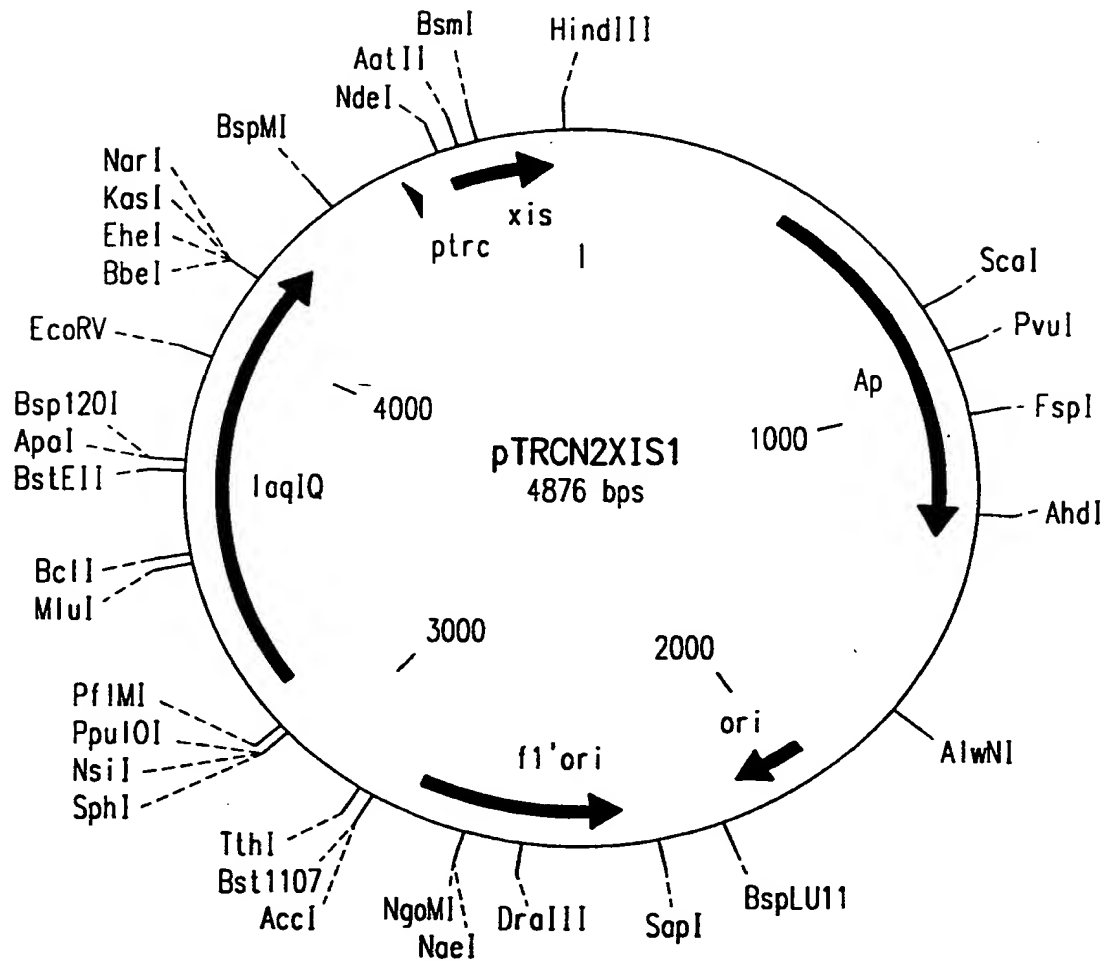 BsmI
HindIII
AatII
NdeI
BspMI
NarI
KasI
EheI
BbeI
xis
ptrc
1
ScaI
PvuI
EcoRV
Ap
FspI
4000
1000
Bsp120I
ApaI
BstEII
pTRCN2XIS1
4876 bps
laqIQ
AhdI
BclI
MluI
3000
2000
PflMI
Ppu10I
NsiI
SphI
ori
AlwNI
f1'ori
TthI
Bst1107
AccI
NgoMI
NaeI
DraIII
SapI
BspLU11